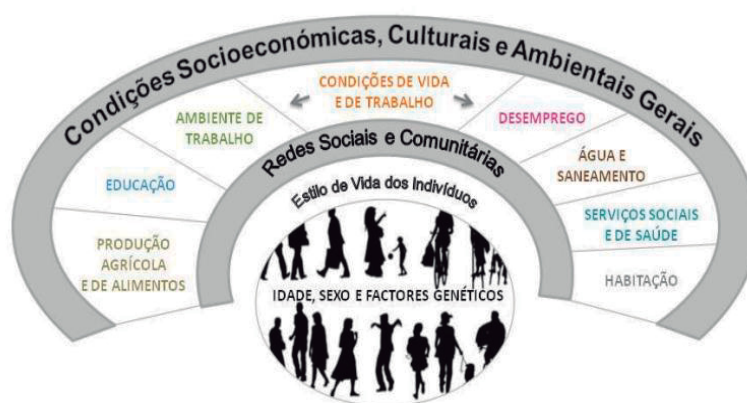 Condições Socioeconómicas, Culturais e Ambientais Gerais
CONDIÇÕES DE VIDA
E DE TRABALHO
AMBIENTE DE
TRABALHO
DESEMPREGO
EDUCAÇÃO
ÁGUA E
SANEAMENTO
PRODUÇÃO
AGRÍCOLA
E DE ALIMENTOS
SERVIÇOS SOCIAIS
E DE SAÚDE
HABITAÇÃO
Redes Sociais e Comunitárias
Estilo de Vida dos Indivíduos
IDADE, SEXO E FACTORES GENÉTICOS